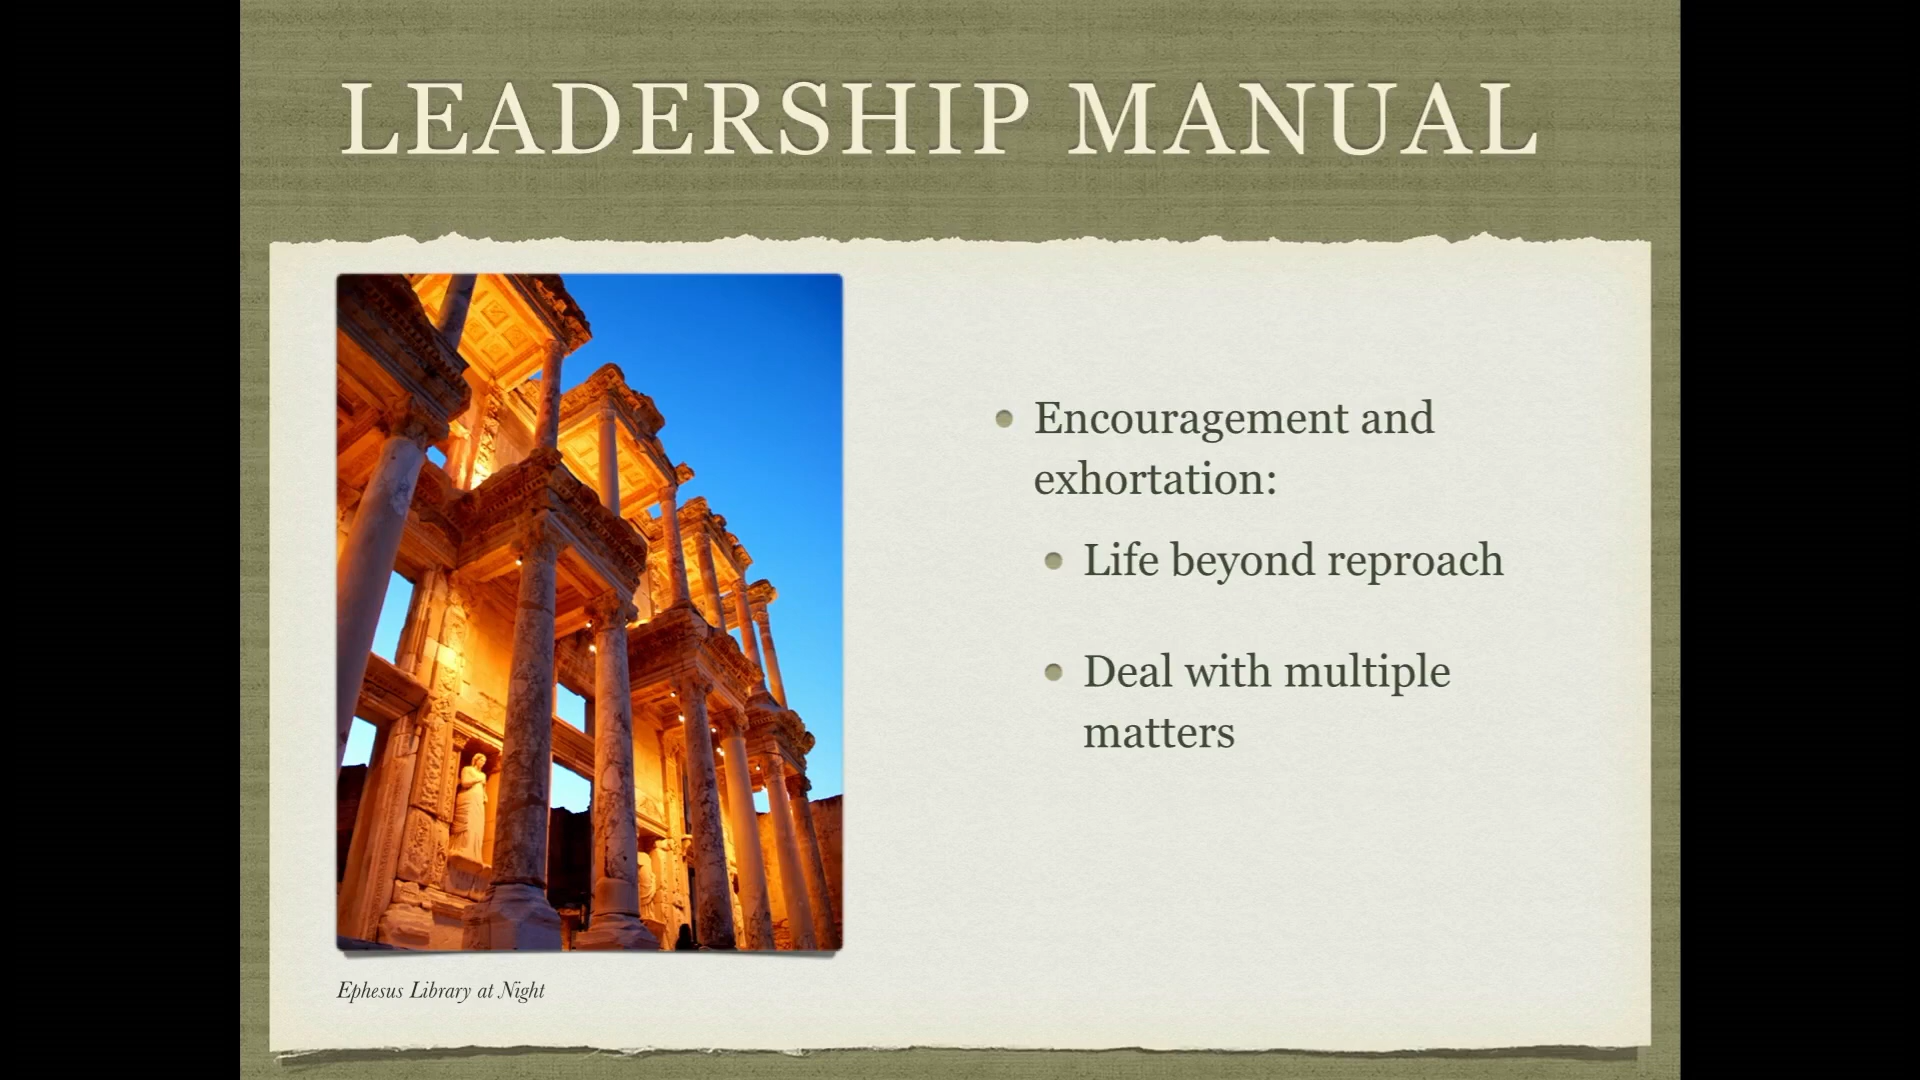 LEADERSHIP MANUAL
Encouragement and
exhortation:
Life beyond reproach
Deal with multiple
matters
Ephesus Library at Night